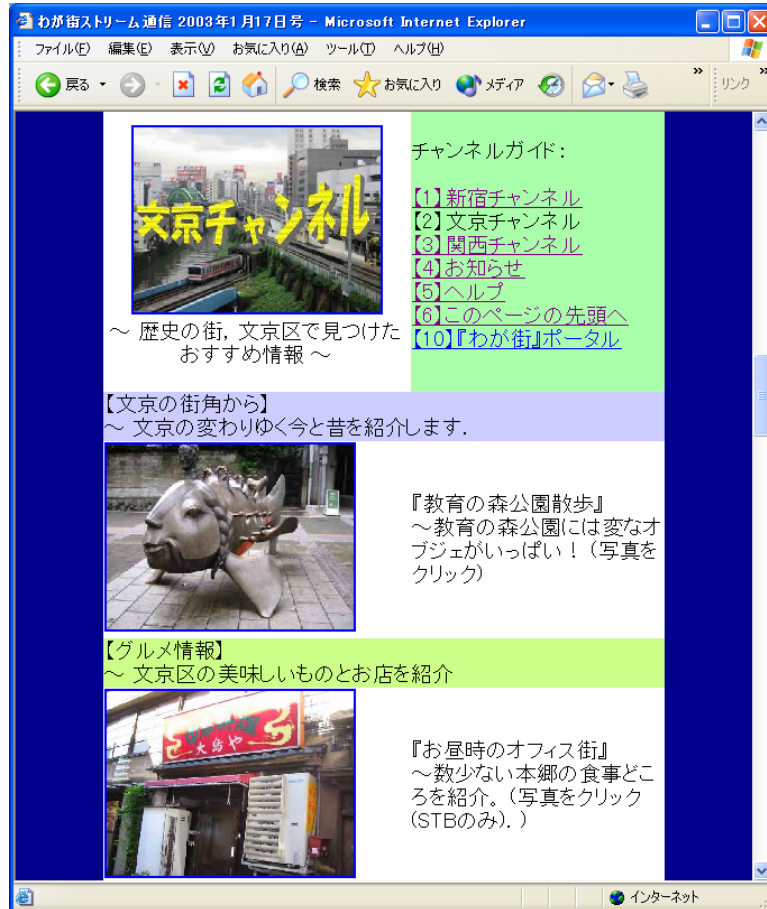 わが街ストリーム通信 2003年1月17日号 - Microsoft Internet Explorer
ファイル(F) 編集(E) 表示(V) お気に入り(A) ツール(T) ヘルプ(H)
戻る 検索 お気に入り メディア » リンク »
文京チャンネル
~ 歴史の街, 文京区で見つけた
おすすめ情報 ~
チャンネルガイド:
【1】新宿チャンネル
【2】文京チャンネル
【3】関西チャンネル
【4】お知らせ
【5】ヘルプ
【6】このページの先頭へ
【10】『わが街』ポータル
【文京の街角から】
~ 文京の変わりゆく今と昔を紹介します.
『教育の森公園散歩』
~教育の森公園には変なオ
ブジェがいっぱい!(写真を
クリック)
【グルメ情報】
~ 文京区の美味しいものとお店を紹介
大島や
『お昼時のオフィス街』
~数少ない本郷の食事どこ
ろを紹介。(写真をクリック
(STBのみ). )
インターネット